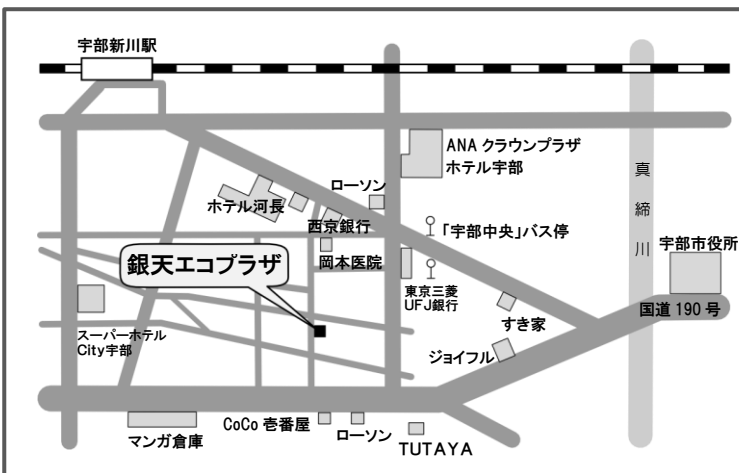 宇部新川駅
ANA クラウンプラザ
ホテル宇部
ローソン
ホテル河長
西京銀行
「宇部中央」バス停
真締川
宇部市役所
銀天エコプラザ
岡本医院
東京三菱
UFJ銀行
国道 190 号
すき家
スーパーホテル
City宇部
ジョイフル
マンガ倉庫
CoCo 壱番屋
ローソン
TUTAYA